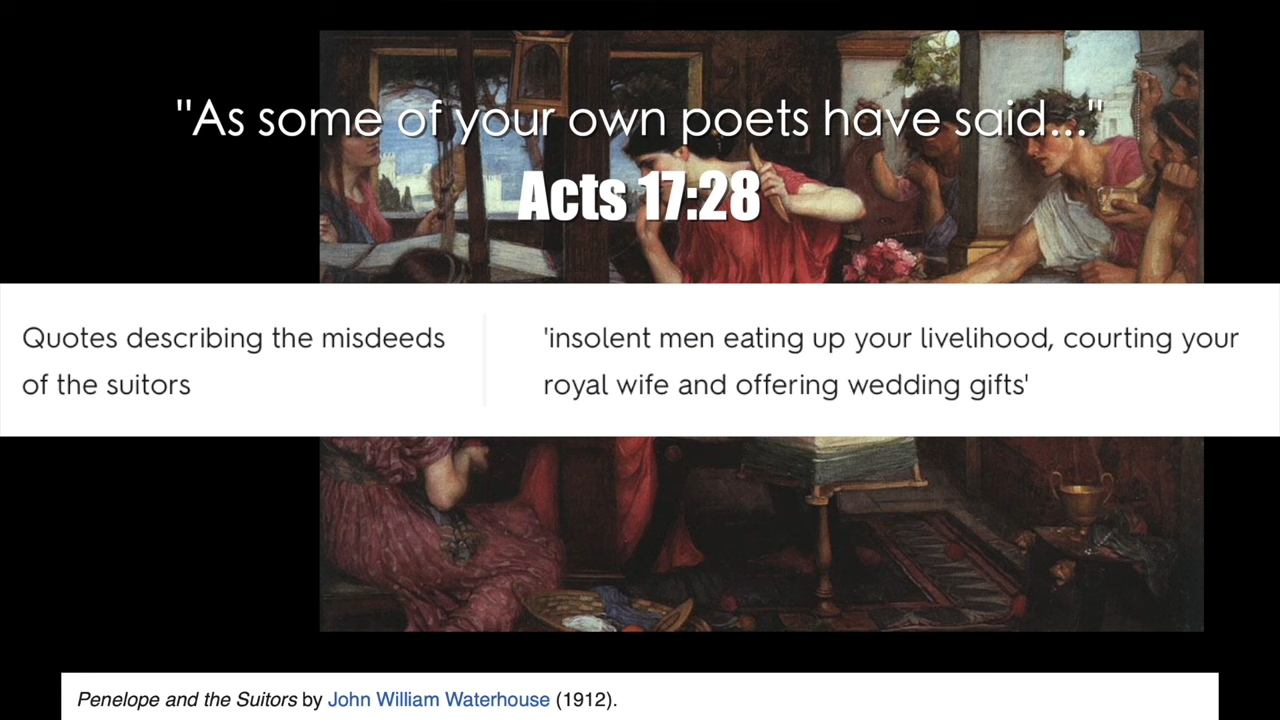 "As some of your own poets have said..."
Acts 17:28
Quotes describing the misdeeds
of the suitors
'insolent men eating up your livelihood, courting your
royal wife and offering wedding gifts'
Penelope and the Suitors by John William Waterhouse (1912).